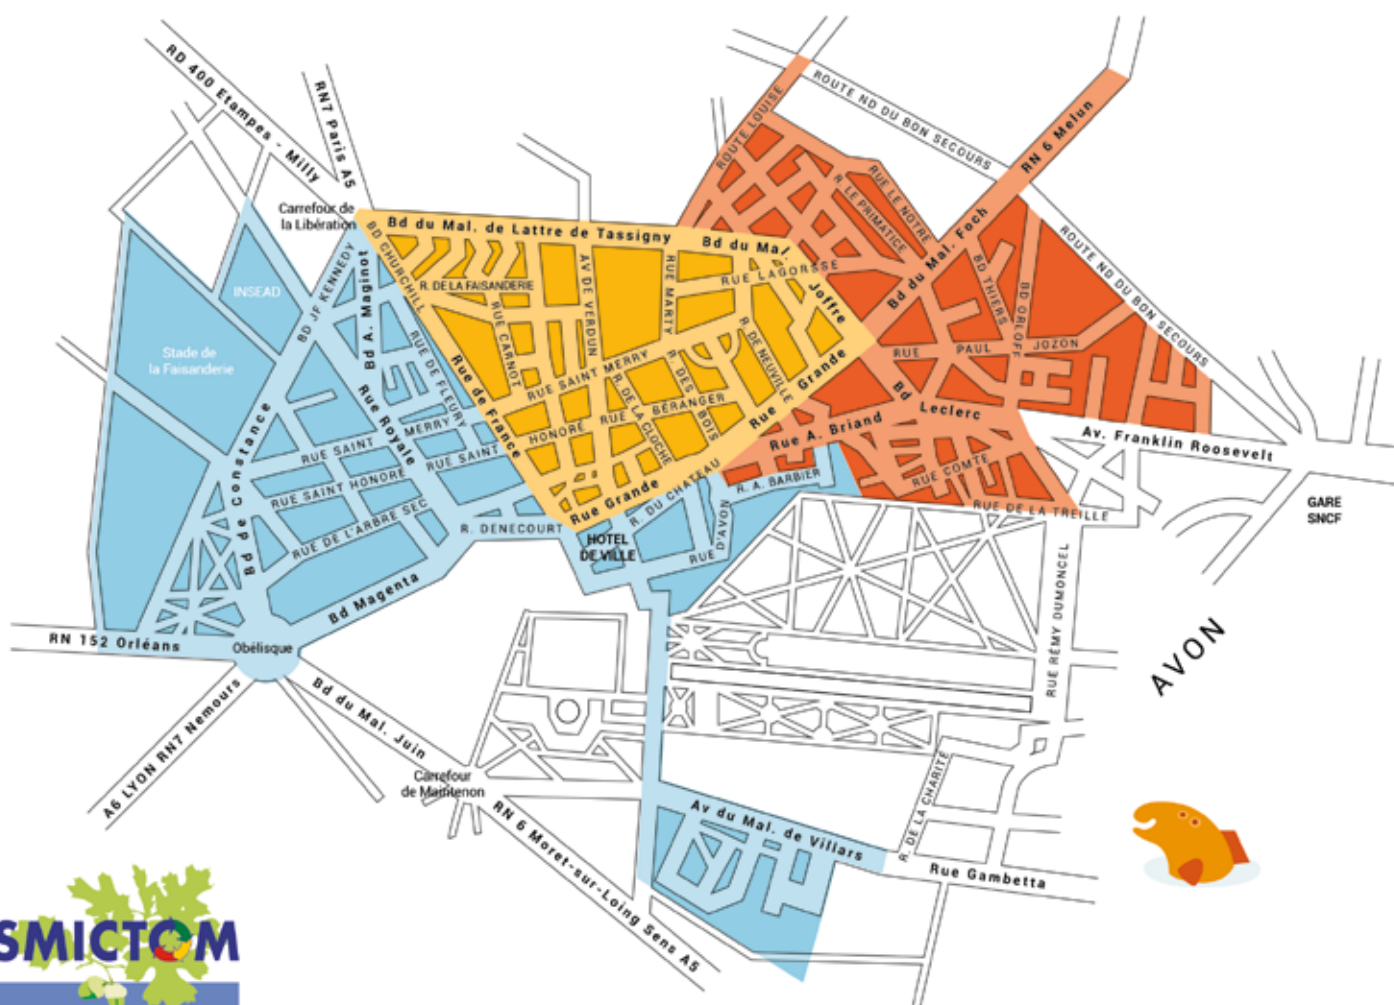 RD 400 Etampes - Milly
RN7 Paris A5
ROUTE LOUISE
ROUTE ND DU BON SECOURS
RN 6 Melun
Carrefour de
la Libération
Bd du Mal. de Lattre de Tassigny
Bd du Mal.
Joffre
R. LE PRIMATICE
RUE LE NOTRE
Bd du Mal. Foch
ROUTE ND DU BON SECOURS
INSEAD
BD JF KENNEDY
Bd A. Maginot
BD CHURCHILL
R. DE LA FAISANDERIE
AV DE VERDUN
RUE MARTY
RUE LAGORSSE
BD THIERS
BD ORLOFF
Stade de
la Faisanderie
RUE DE FLEURY
RUE CARNOT
RUE SAINT MERRY
R. DE NEUVILLE
RUE PAUL JOZON
Rue de France
Rue Royale
R. DE LA CLOCHE
R. DES BOIS
Rue Grande
Bd Leclerc
Bd de Constance
RUE SAINT MERRY
RUE SAINT HONORÉ
RUE BÉRANGER
Rue A. Briand
Av. Franklin Roosevelt
RUE SAINT HONORÉ
RUE DE L'ARBRE SEC
R. DENECOURT
Rue Grande
R. DU CHATEAU
R. A. BARBIER
RUE COMTE
RUE DE LA TREILLE
GARE
SNCF
HOTEL
DE VILLE
RUE D'AVON
Bd Magenta
RUE RÉMY DUMONCEL
AVON
RN 152 Orléans
Obélisque
A6 LYON RN7 Nemours
Bd du Mal. Juin
Carrefour
de Maintenon
RN 6 Moret-sur-Loing Sens A5
Av du Mal. de Villars
R. DE LA CHARITÉ
Rue Gambetta
SMICTOM